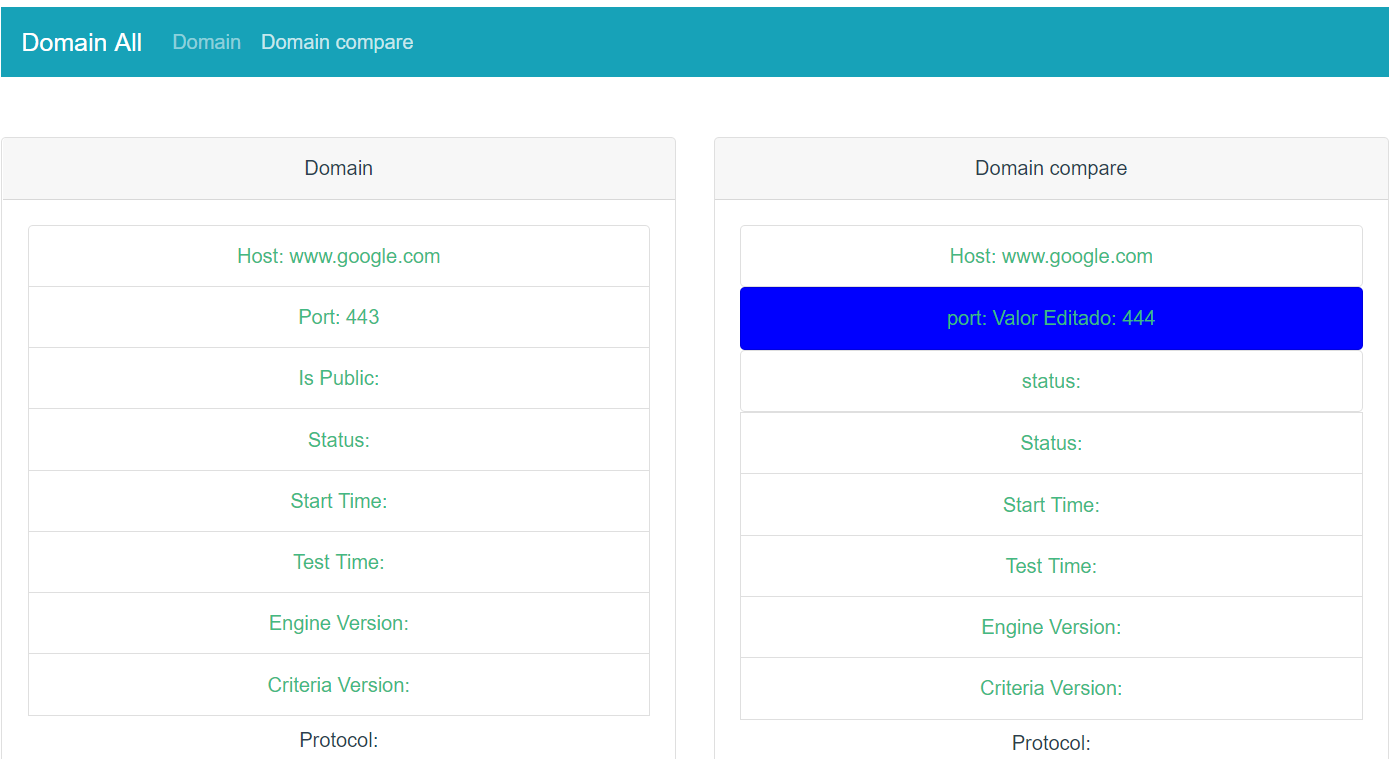 Domain All Domain Domain compare
Domain
Host: www.google.com
Port: 443
Is Public:
Status:
Start Time:
Test Time:
Engine Version:
Criteria Version:
Protocol:
Domain compare
Host: www.google.com
port: Valor Editado: 444
status:
Status:
Start Time:
Test Time:
Engine Version:
Criteria Version:
Protocol: